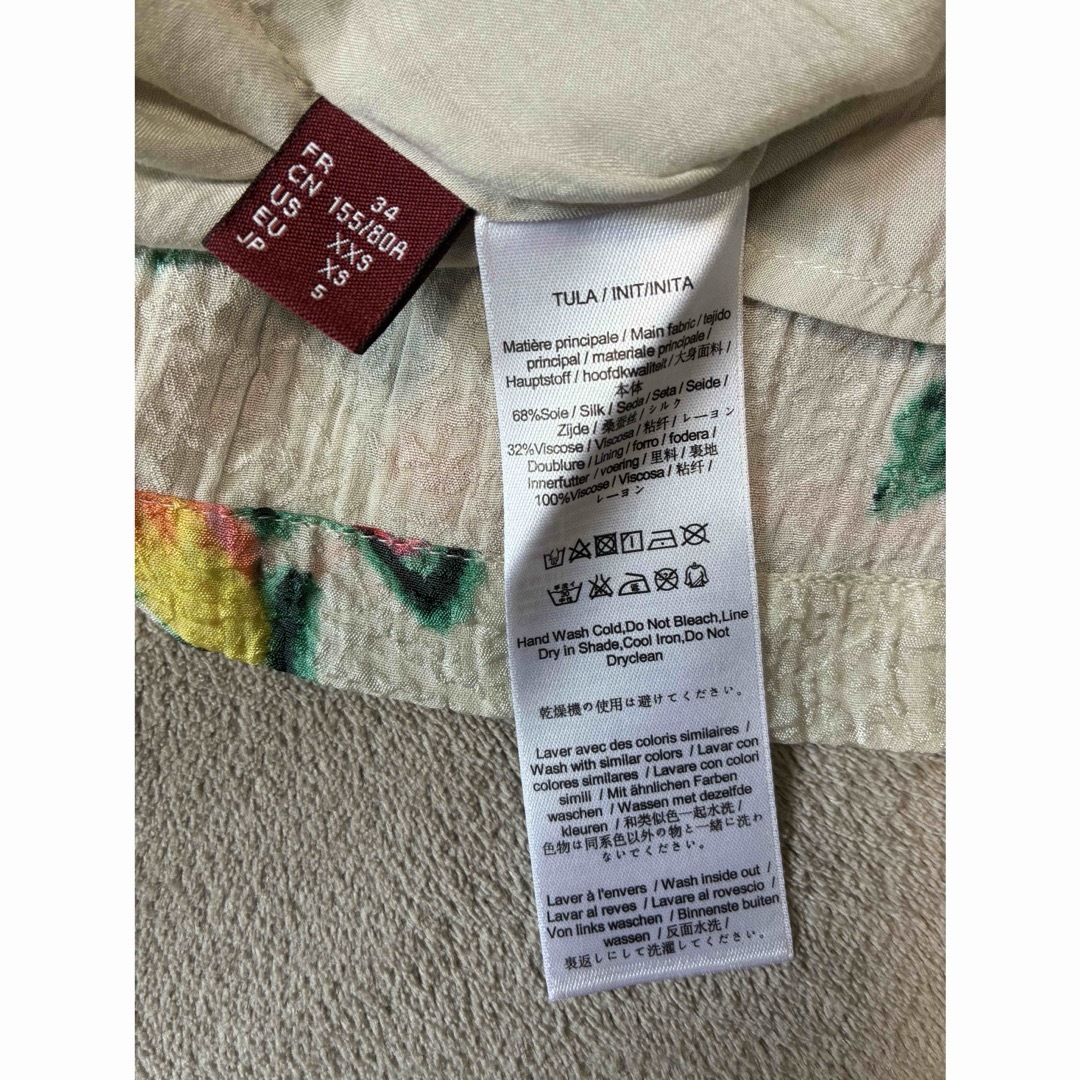 FR 34
CN 155/80A
US XXS
EU XS
JP 5
TULA / INIT/INITA
Matière principale / Main fabric / tejido
principal / materiale principale /
Hauptstoff / hoofdkwaliteit / 大身面料 /
本体
68%Soie / Silk / Seda / Seta / Seide /
Zijde / 桑蚕丝 / シルク
32%Viscose / Viscosa / 粘纤 / レーヨン
Doublure / Lining / forro / fodera /
Innerfutter / voering / 里料 / 裏地
100%Viscose / Viscosa / 粘纤 /
レーヨン
Hand Wash Cold,Do Not Bleach,Line
Dry in Shade,Cool Iron,Do Not
Dryclean
乾燥機の使用は避けてください。
Laver avec des coloris similaires /
Wash with similar colors / Lavar con
colores similares / Lavare con colori
simili / Mit ähnlichen Farben
waschen / Wassen met dezelfde
kleuren / 和类似色一起水洗 /
色物は同系色以外の物と一緒に洗わ
ないでください。
Laver à l'envers / Wash inside out /
Lavar al reves / Lavare al rovescio /
Von links waschen / Binnenste buiten
wassen / 反面水洗 /
裏返しにして洗濯してください。